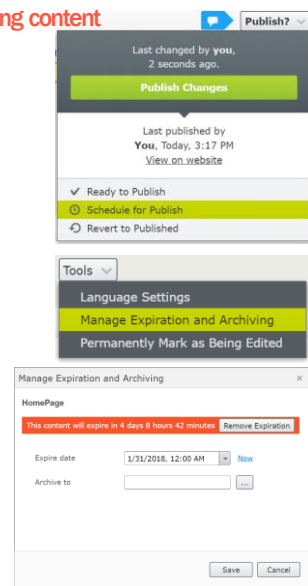 ng content
Publish?
Last changed by you,
2 seconds ago.
Publish Changes
Last published by
You, Today, 3:17 PM
View on website
Ready to Publish
Schedule for Publish
Revert to Published
Tools
Language Settings
Manage Expiration and Archiving
Permanently Mark as Being Edited
Manage Expiration and Archiving
HomePage
This content will expire in 4 days 8 hours 42 minutes Remove Expiration
Expire date 1/31/2018, 12:00 AM Now
Archive to ...
Save Cancel